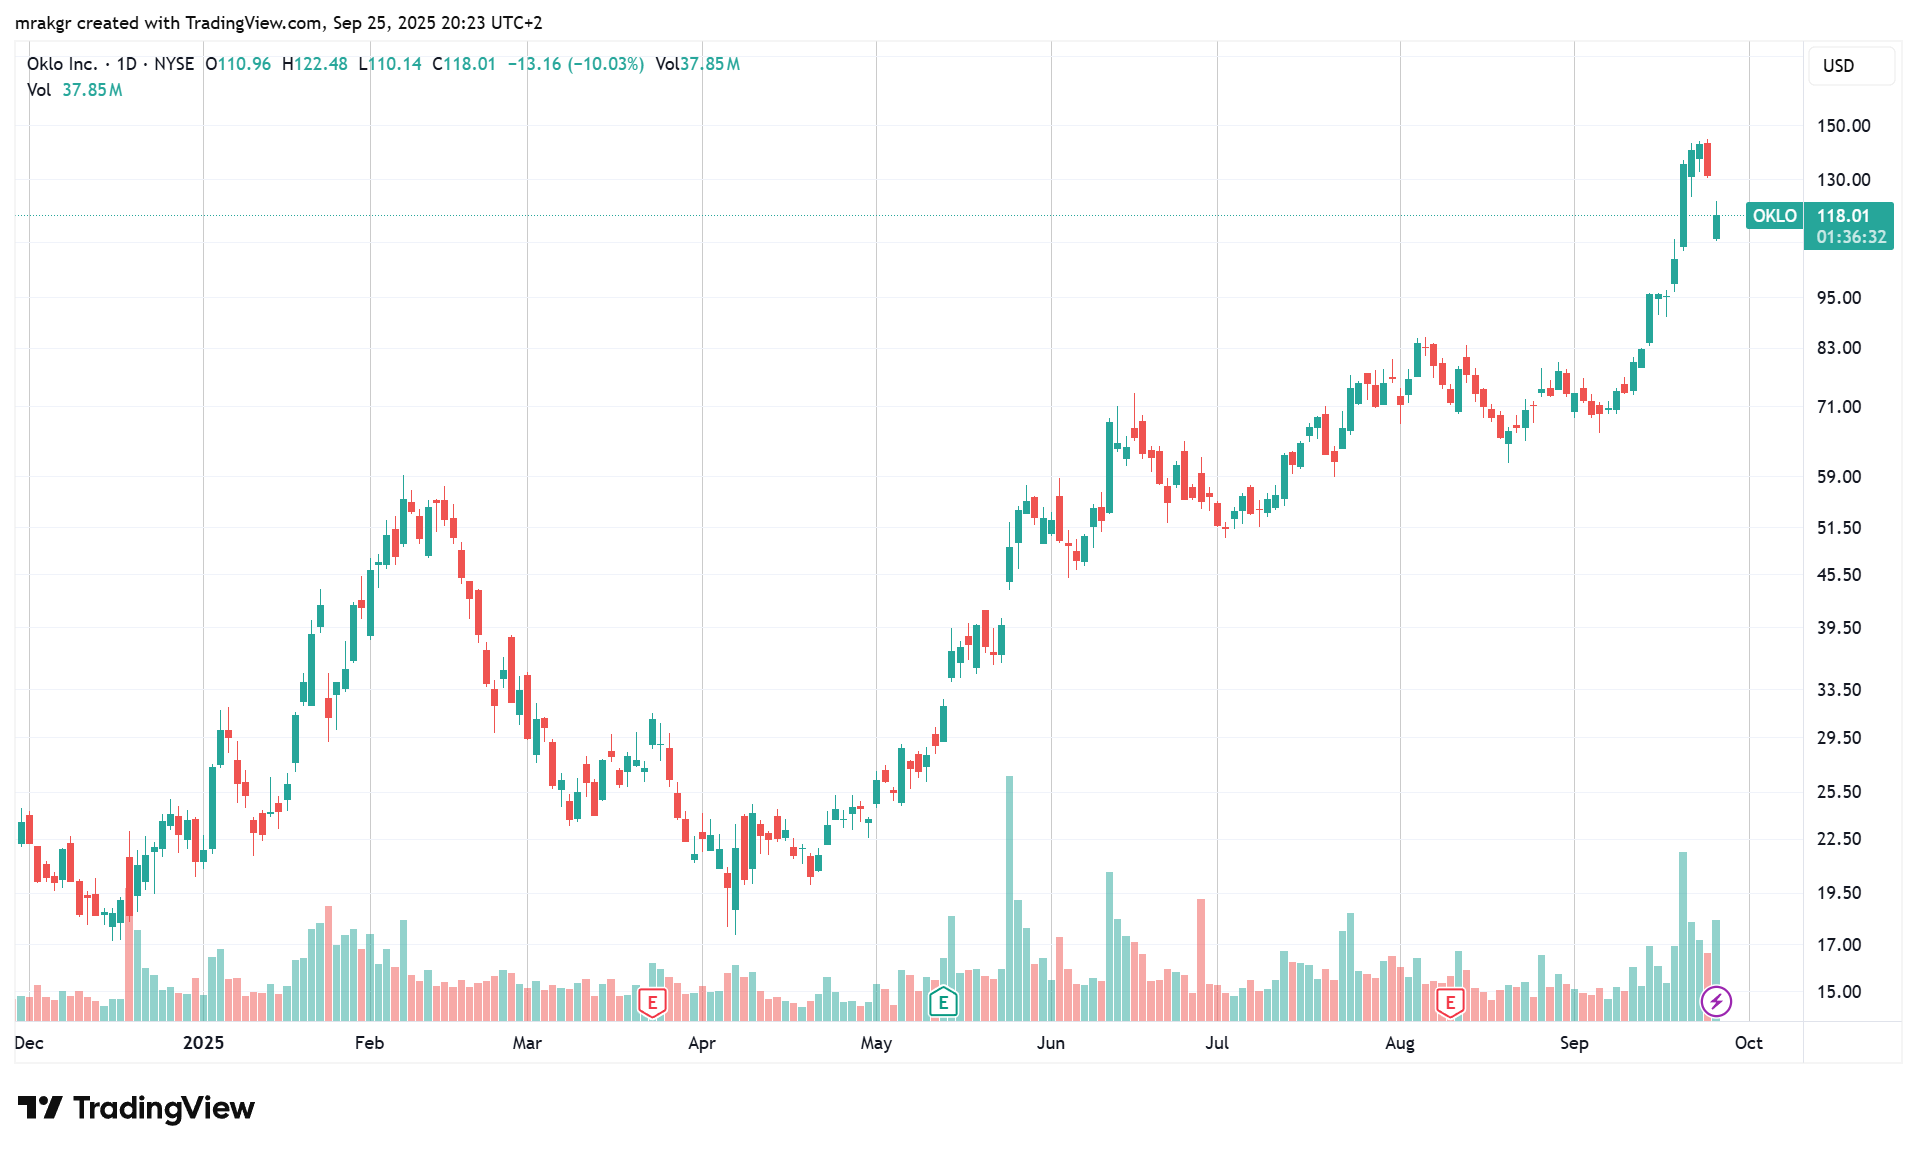 mrakgr created with TradingView.com, Sep 25, 2025 20:23 UTC+2
Oklo Inc. · 1D · NYSE O110.96 H122.48 L110.14 C118.01 −13.16 (−10.03%) Vol37.85M
Vol 37.85M
USD
150.00
130.00
OKLO 118.01
01:36:32
95.00
83.00
71.00
59.00
51.50
45.50
39.50
33.50
29.50
25.50
22.50
19.50
17.00
15.00
E E E
Dec 2025 Feb Mar Apr May Jun Jul Aug Sep Oct
TradingView